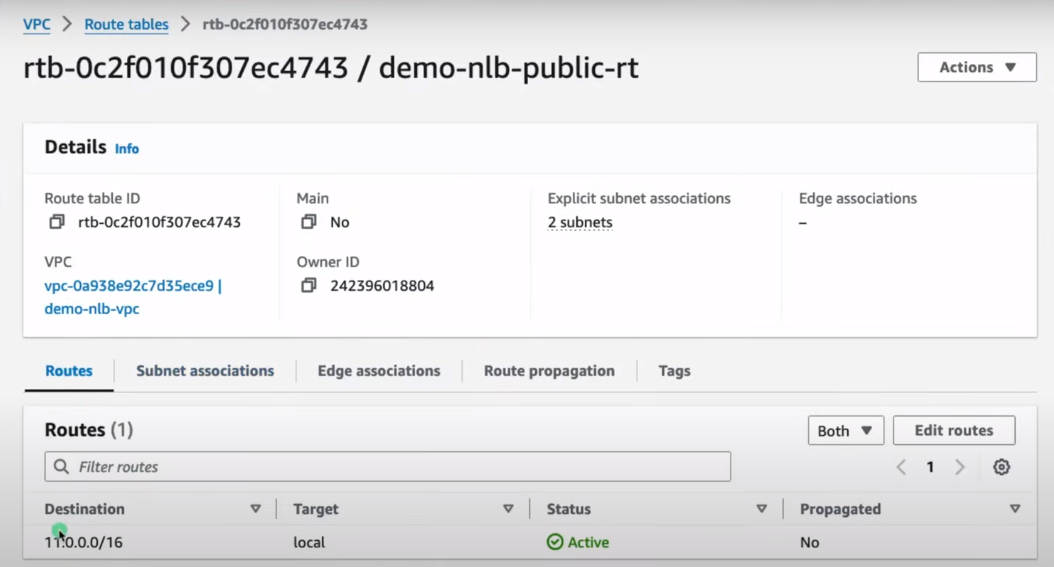 VPC > Route tables > rtb-0c2f010f307ec4743
rtb-0c2f010f307ec4743 / demo-nlb-public-rt
Actions
Details Info
Route table ID
rtb-0c2f010f307ec4743
Main
No
Explicit subnet associations
2 subnets
Edge associations
–
VPC
vpc-0a938e92c7d35ece9 |
demo-nlb-vpc
Owner ID
242396018804
Routes Subnet associations Edge associations Route propagation Tags
Routes (1)
Both Edit routes
Filter routes
1
Destination Target Status Propagated
11.0.0.0/16 local Active No